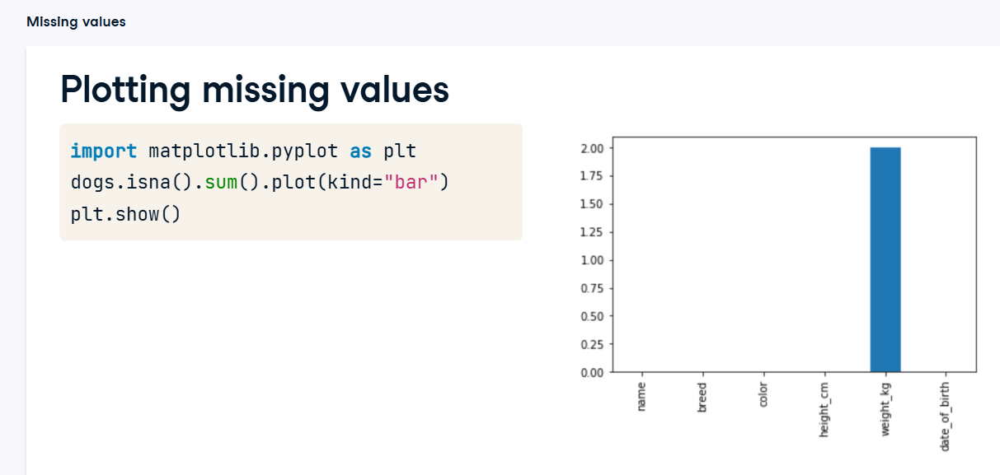 Missing values
Plotting missing values
import matplotlib.pyplot as plt
dogs.isna().sum().plot(kind="bar")
plt.show()
2.00
1.75
1.50
1.25
1.00
0.75
0.50
0.25
0.00
name
breed
color
height_cm
weight_kg
date_of_birth